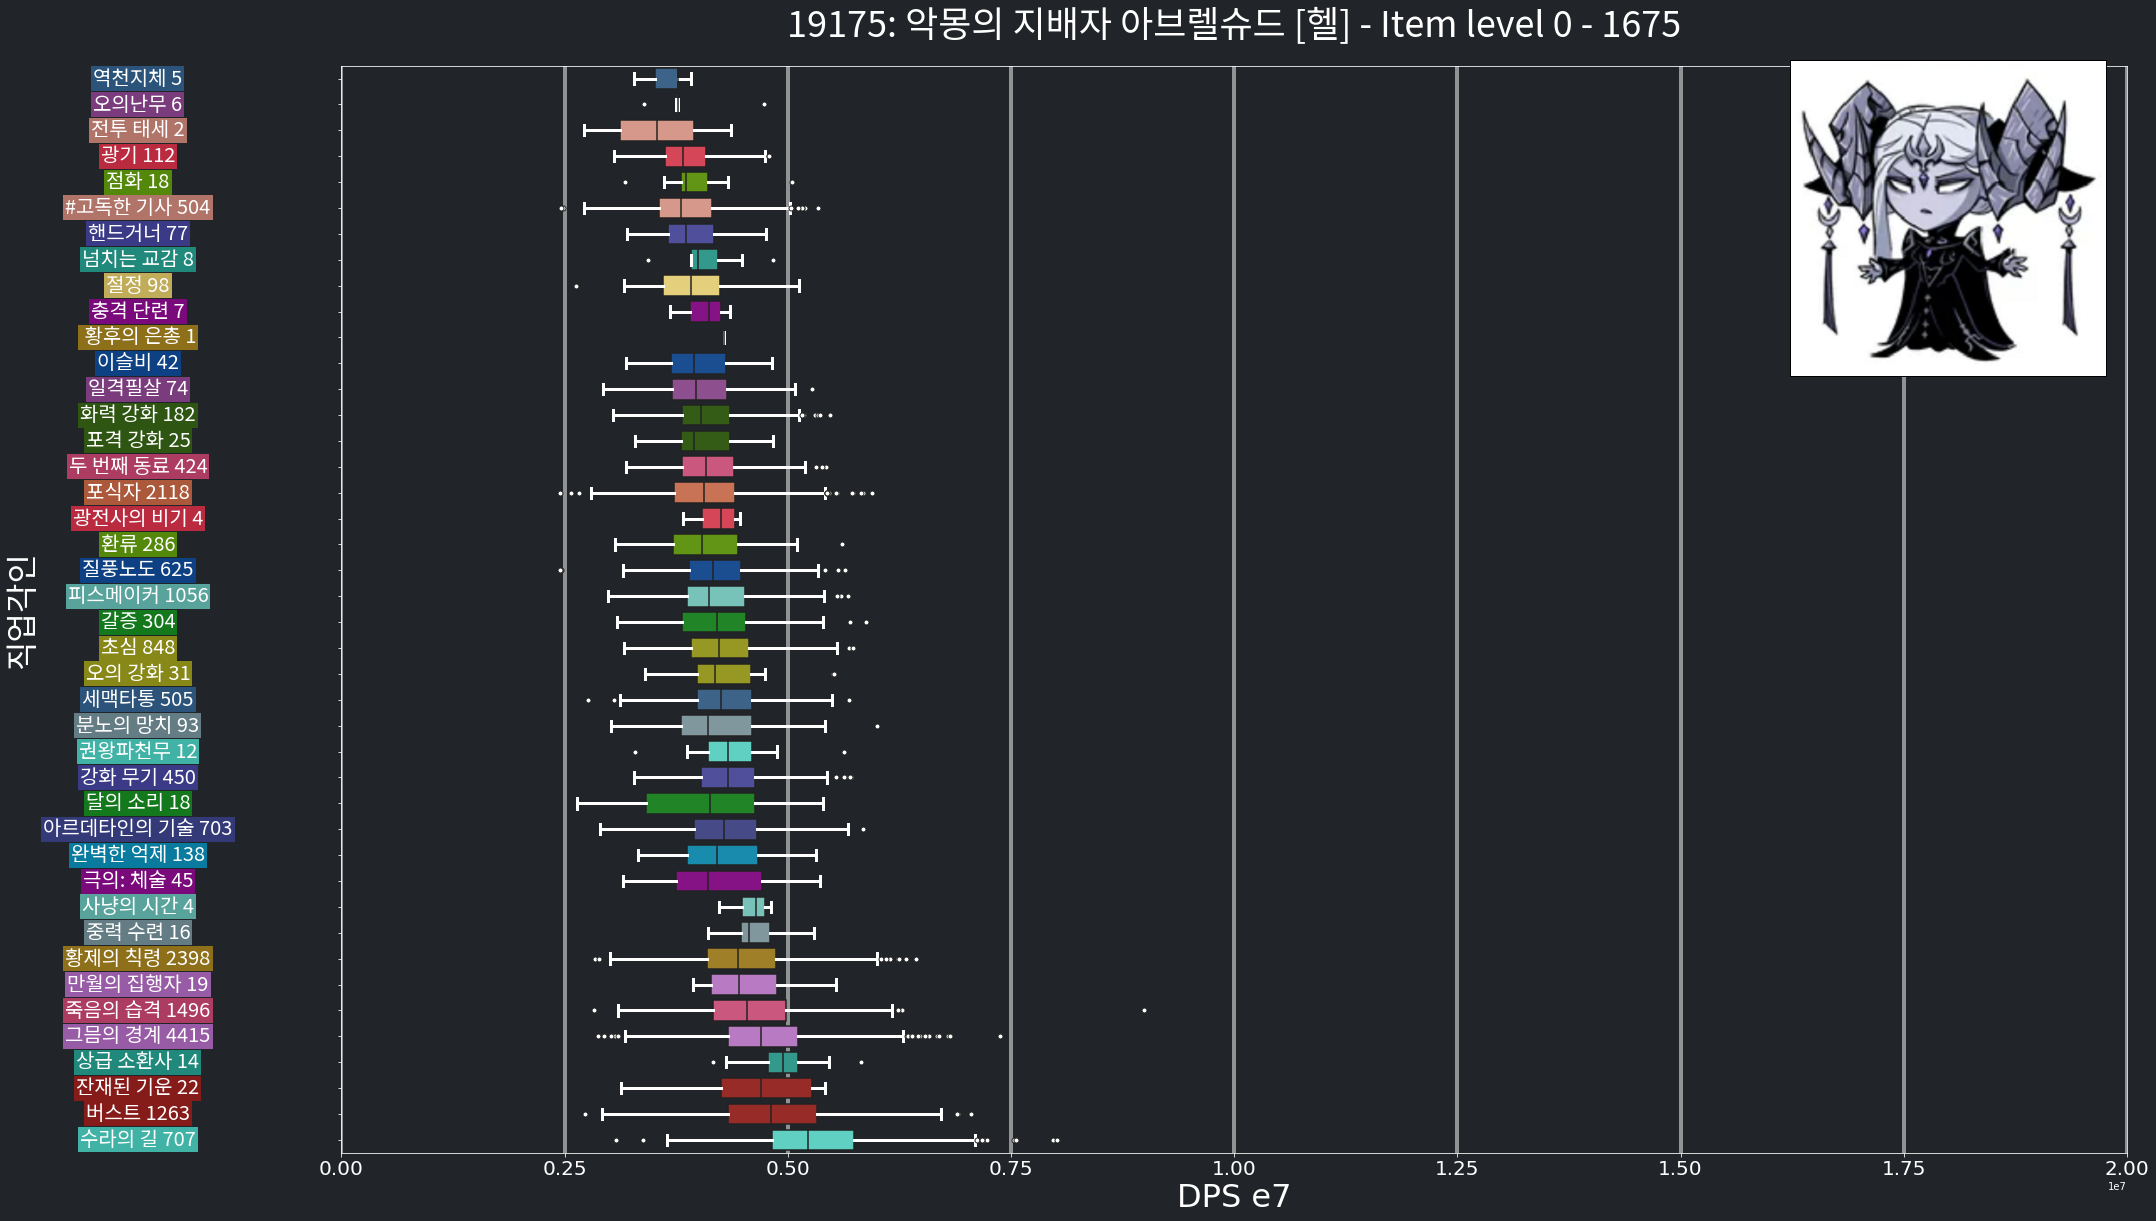 19175: 악몽의 지배자 아브렐슈드 [헬] - Item level 0 - 1675
역천지체 5
오의난무 6
전투 태세 2
광기 112
점화 18
#고독한 기사 504
핸드거너 77
넘치는 교감 8
절정 98
충격 단련 7
황후의 은총 1
이슬비 42
일격필살 74
화력 강화 182
포격 강화 25
두 번째 동료 424
포식자 2118
광전사의 비기 4
환류 286
질풍노도 625
피스메이커 1056
갈증 304
초심 848
오의 강화 31
세맥타통 505
분노의 망치 93
권왕파천무 12
강화 무기 450
달의 소리 18
아르데타인의 기술 703
완벽한 억제 138
극의: 체술 45
사냥의 시간 4
중력 수련 16
황제의 칙령 2398
만월의 집행자 19
죽음의 습격 1496
그믐의 경계 4415
상급 소환사 14
잔재된 기운 22
버스트 1263
수라의 길 707
직업각인
0.00 0.25 0.50 0.75 1.00 1.25 1.50 1.75 2.00
1e7
DPS e7